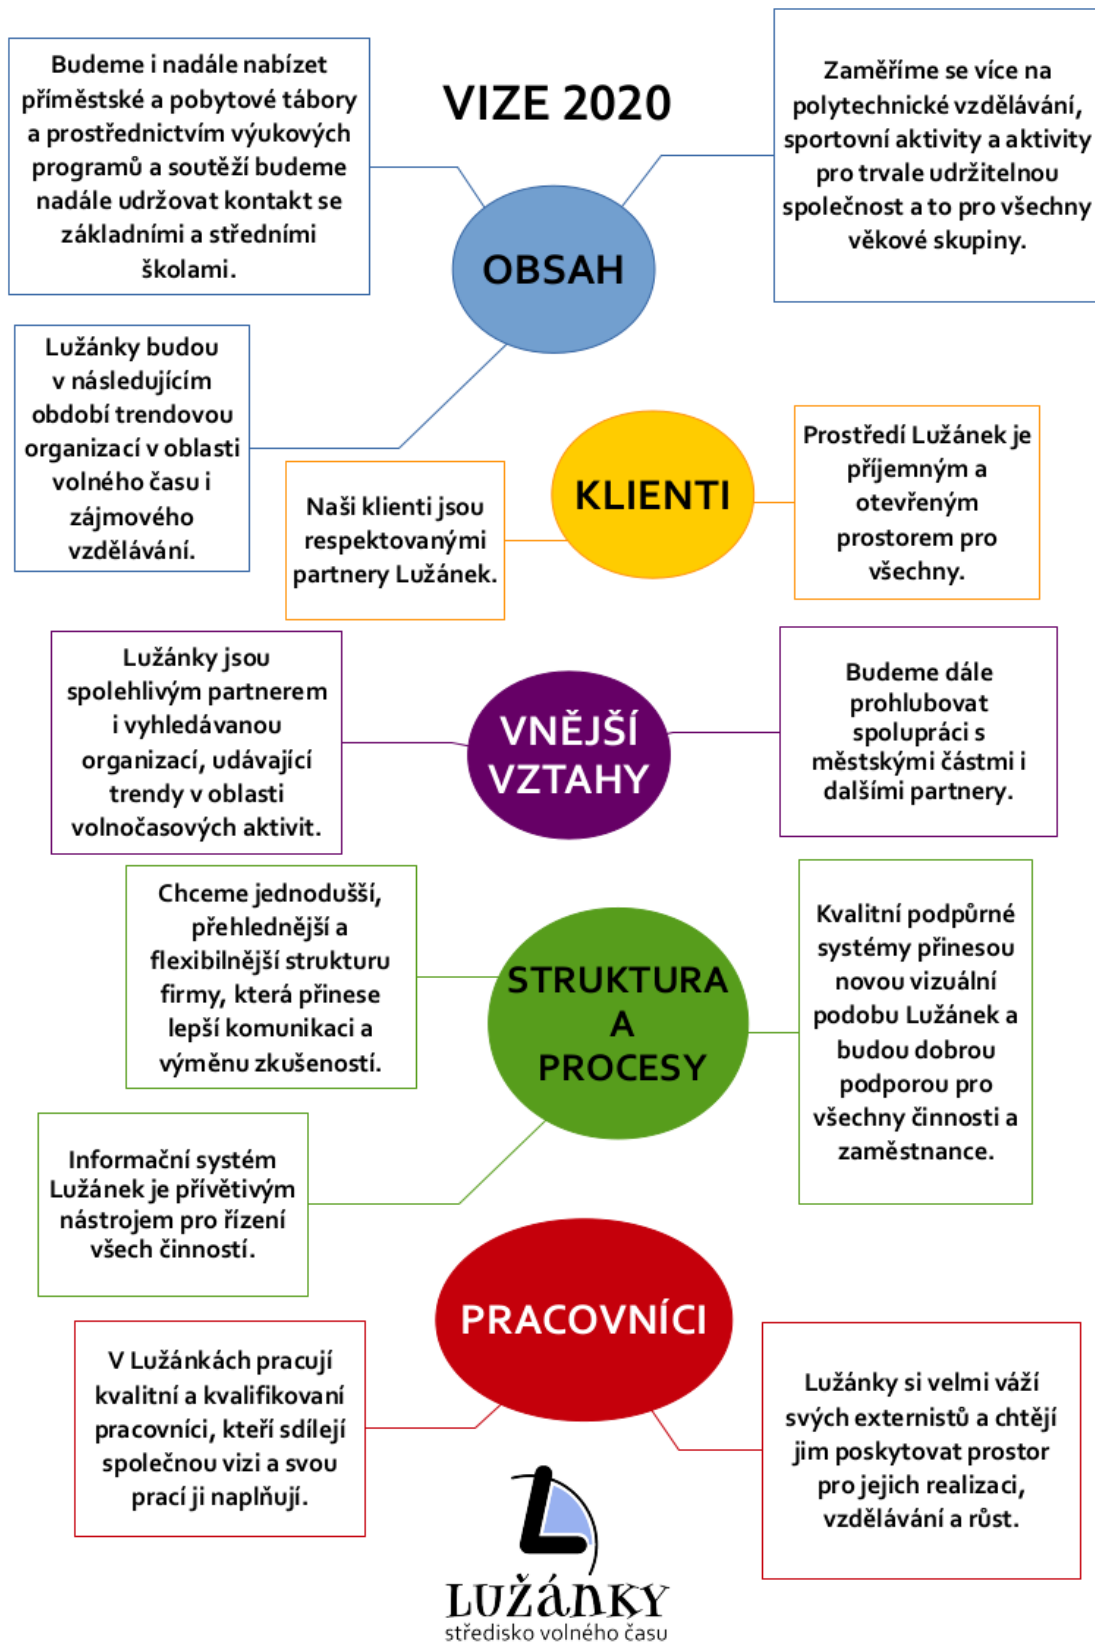 VIZE 2020
Budeme i nadále nabízet
příměstské a pobytové tábory
a prostřednictvím výukových
programů a soutěží budeme
nadále udržovat kontakt se
základními a středními
školami.
Zaměříme se více na
polytechnické vzdělávání,
sportovní aktivity a aktivity
pro trvale udržitelnou
společnost a to pro všechny
věkové skupiny.
OBSAH
Lužánky budou
v následujícím
období trendovou
organizací v oblasti
volného času i
zájmového
vzdělávání.
KLIENTI
Naši klienti jsou
respektovanými
partnery Lužánek.
Prostředí Lužánek je
příjemným a
otevřeným
prostorem pro
všechny.
Lužánky jsou
spolehlivým partnerem
i vyhledávanou
organizací, udávající
trendy v oblasti
volnočasových aktivit.
VNĚJŠÍ
VZTAHY
Budeme dále
prohlubovat
spolupráci s
městskými částmi i
dalšími partnery.
Chceme jednodušší,
přehlednější a
flexibilnější strukturu
firmy, která přinese
lepší komunikaci a
výměnu zkušeností.
STRUKTURA
A
PROCESY
Kvalitní podpůrné
systémy přinesou
novou vizuální
podobu Lužánek a
budou dobrou
podporou pro
všechny činnosti a
zaměstnance.
Informační systém
Lužánek je přívětivým
nástrojem pro řízení
všech činností.
PRACOVNÍCI
V Lužánkách pracují
kvalitní a kvalifikovaní
pracovníci, kteří sdílejí
společnou vizi a svou
prací ji naplňují.
Lužánky si velmi váží
svých externistů a chtějí
jim poskytovat prostor
pro jejich realizaci,
vzdělávání a růst.
LUŽÁNKY
středisko volného času